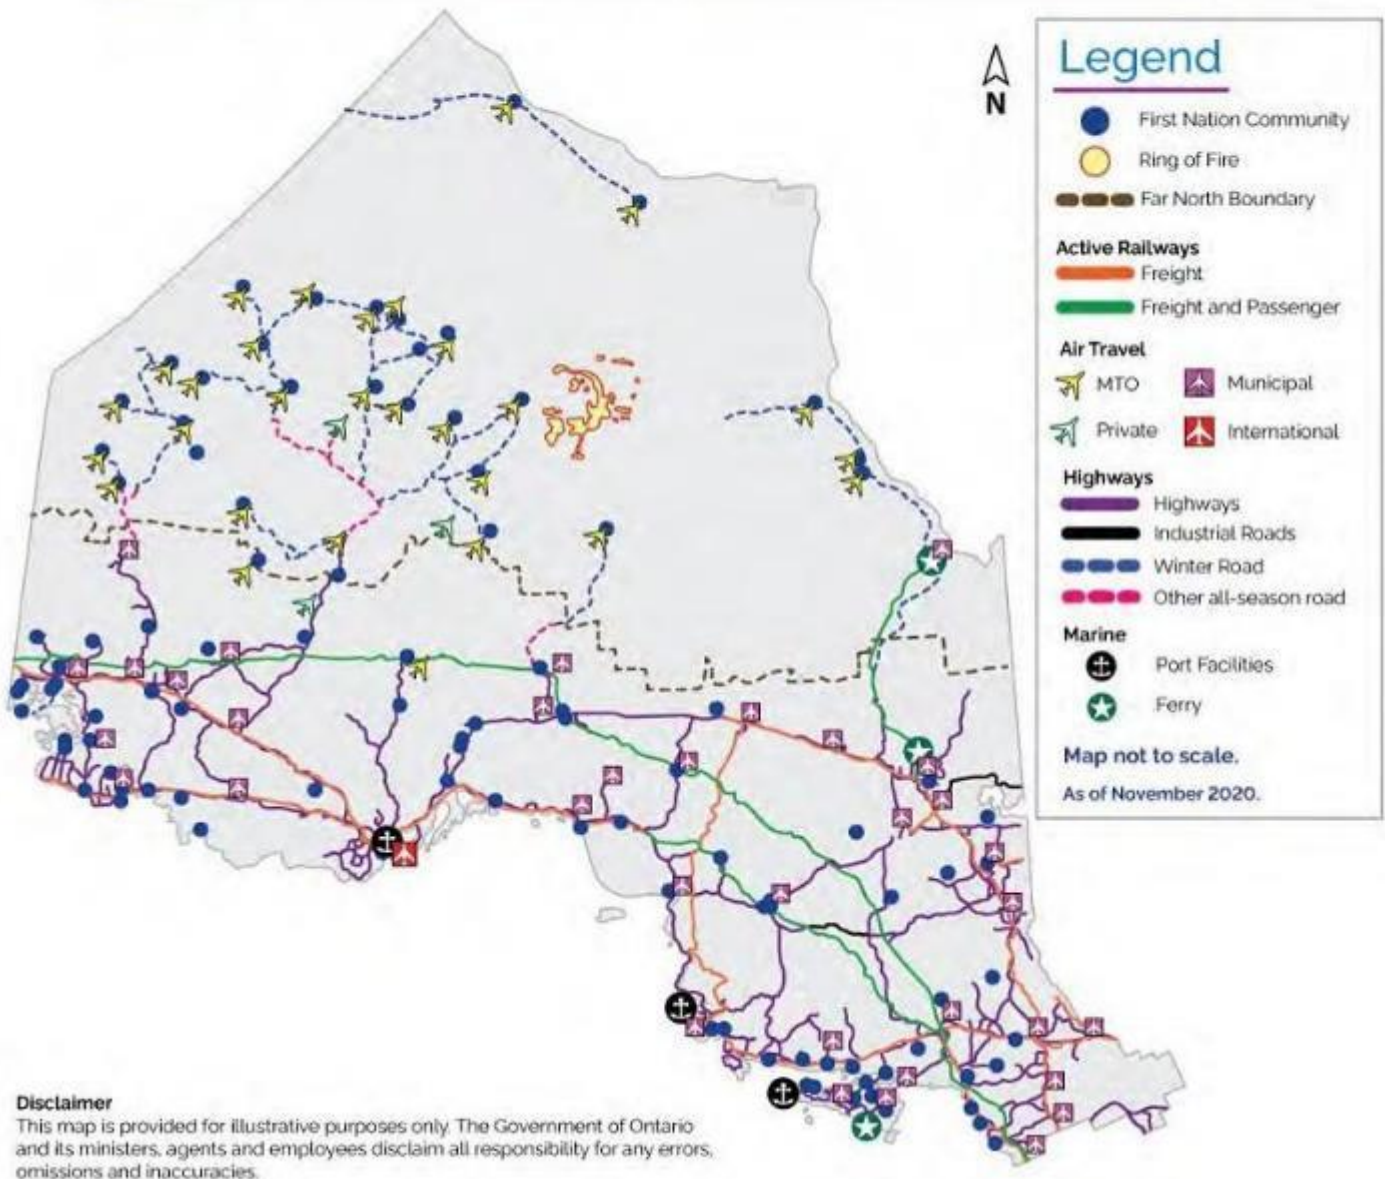 N
Legend
First Nation Community
Ring of Fire
Far North Boundary
Active Railways
Freight
Freight and Passenger
Air Travel
MTO
Municipal
Private
International
Highways
Highways
Industrial Roads
Winter Road
Other all-season road
Marine
Port Facilities
Ferry
Map not to scale.
As of November 2020.
Disclaimer
This map is provided for illustrative purposes only. The Government of Ontario
and its ministers, agents and employees disclaim all responsibility for any errors,
omissions and inaccuracies.